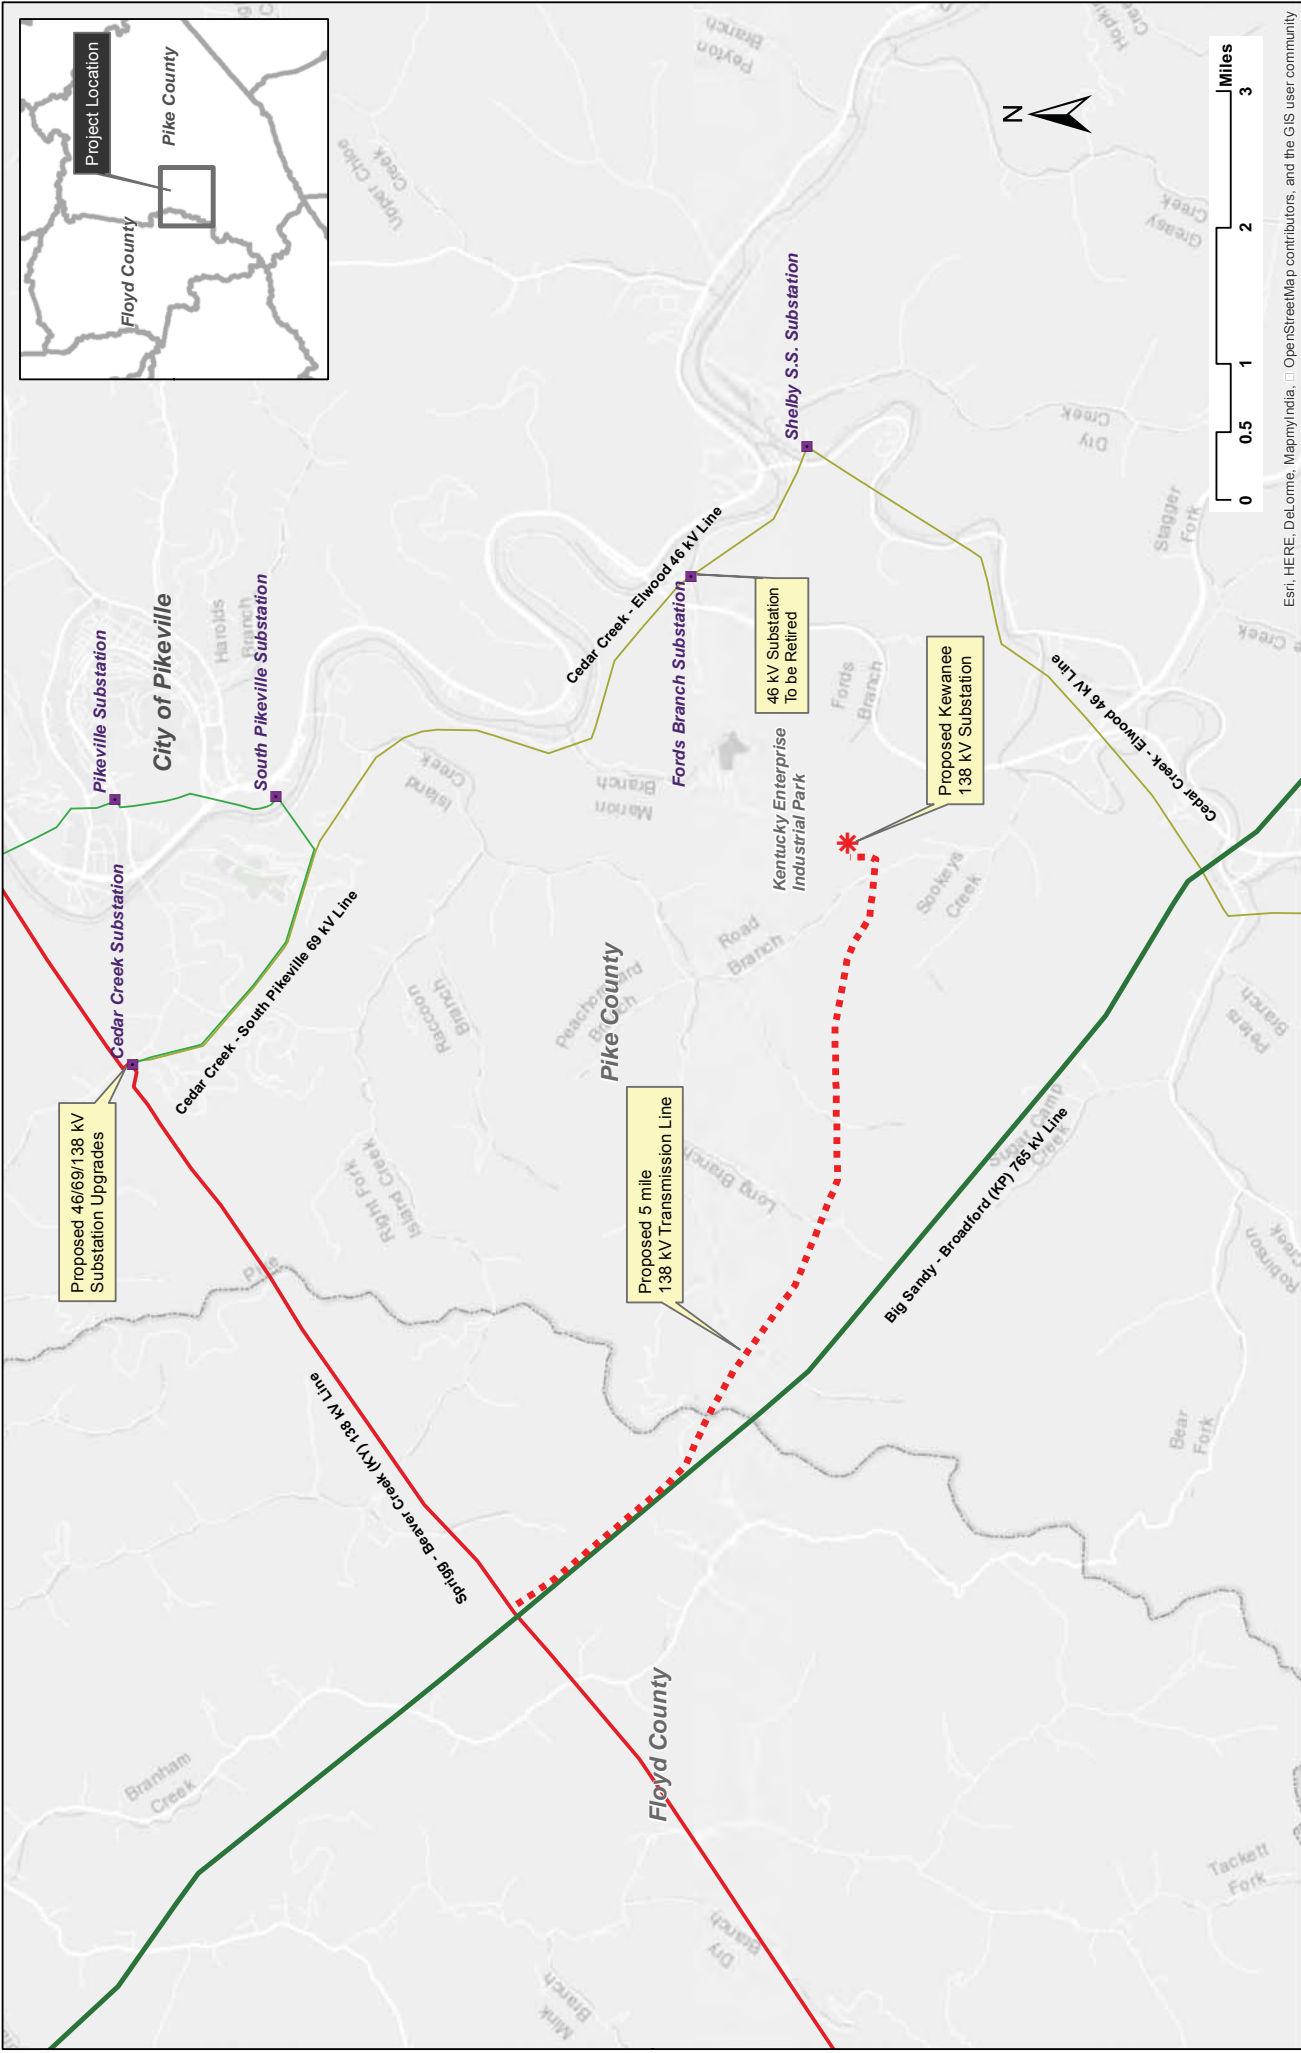 Project Location
Floyd County
Pike County
Peyton
Branch
Hopkins
Upper Chloe
Creek
Greasy
Creek
Pikeville Substation
City of Pikeville
Harolds
Branch
South Pikeville Substation
Cedar Creek Substation
Proposed 46/69/138 kV
Substation Upgrades
Cedar Creek - South Pikeville 69 kV Line
Shelby S.S. Substation
Dry
Creek
Stagger
Fork
Cedar Creek - Elwood 46 kV Line
Fords Branch Substation
46 kV Substation
To be Retired
Fords
Branch
Island
Creek
Marion
Branch
Kentucky Enterprise
Industrial Park
Proposed Kewanee
138 kV Substation
Cedar Creek - Elwood 46 kV Line
Creek
Sookeys
Creek
Road
Branch
Raccoon
Branch
Peachorchard
Branch
Pike County
Right Fork
Island Creek
Pike
Long Branch
Proposed 5 mile
138 kV Transmission Line
Sugar Camp
Creek
Peters
Branch
Robinson
Creek
Big Sandy - Broadford (KP) 765 kV Line
Bear
Fork
Sprigg - Beaver Creek (KY) 138 kV Line
Floyd County
Branham
Creek
Dry
Branch
Mink
Branch
Tackett
Fork
N
0 0.5 1 2 3
Miles
Esri, HERE, DeLorme, MapmyIndia, OpenStreetMap contributors, and the GIS user community